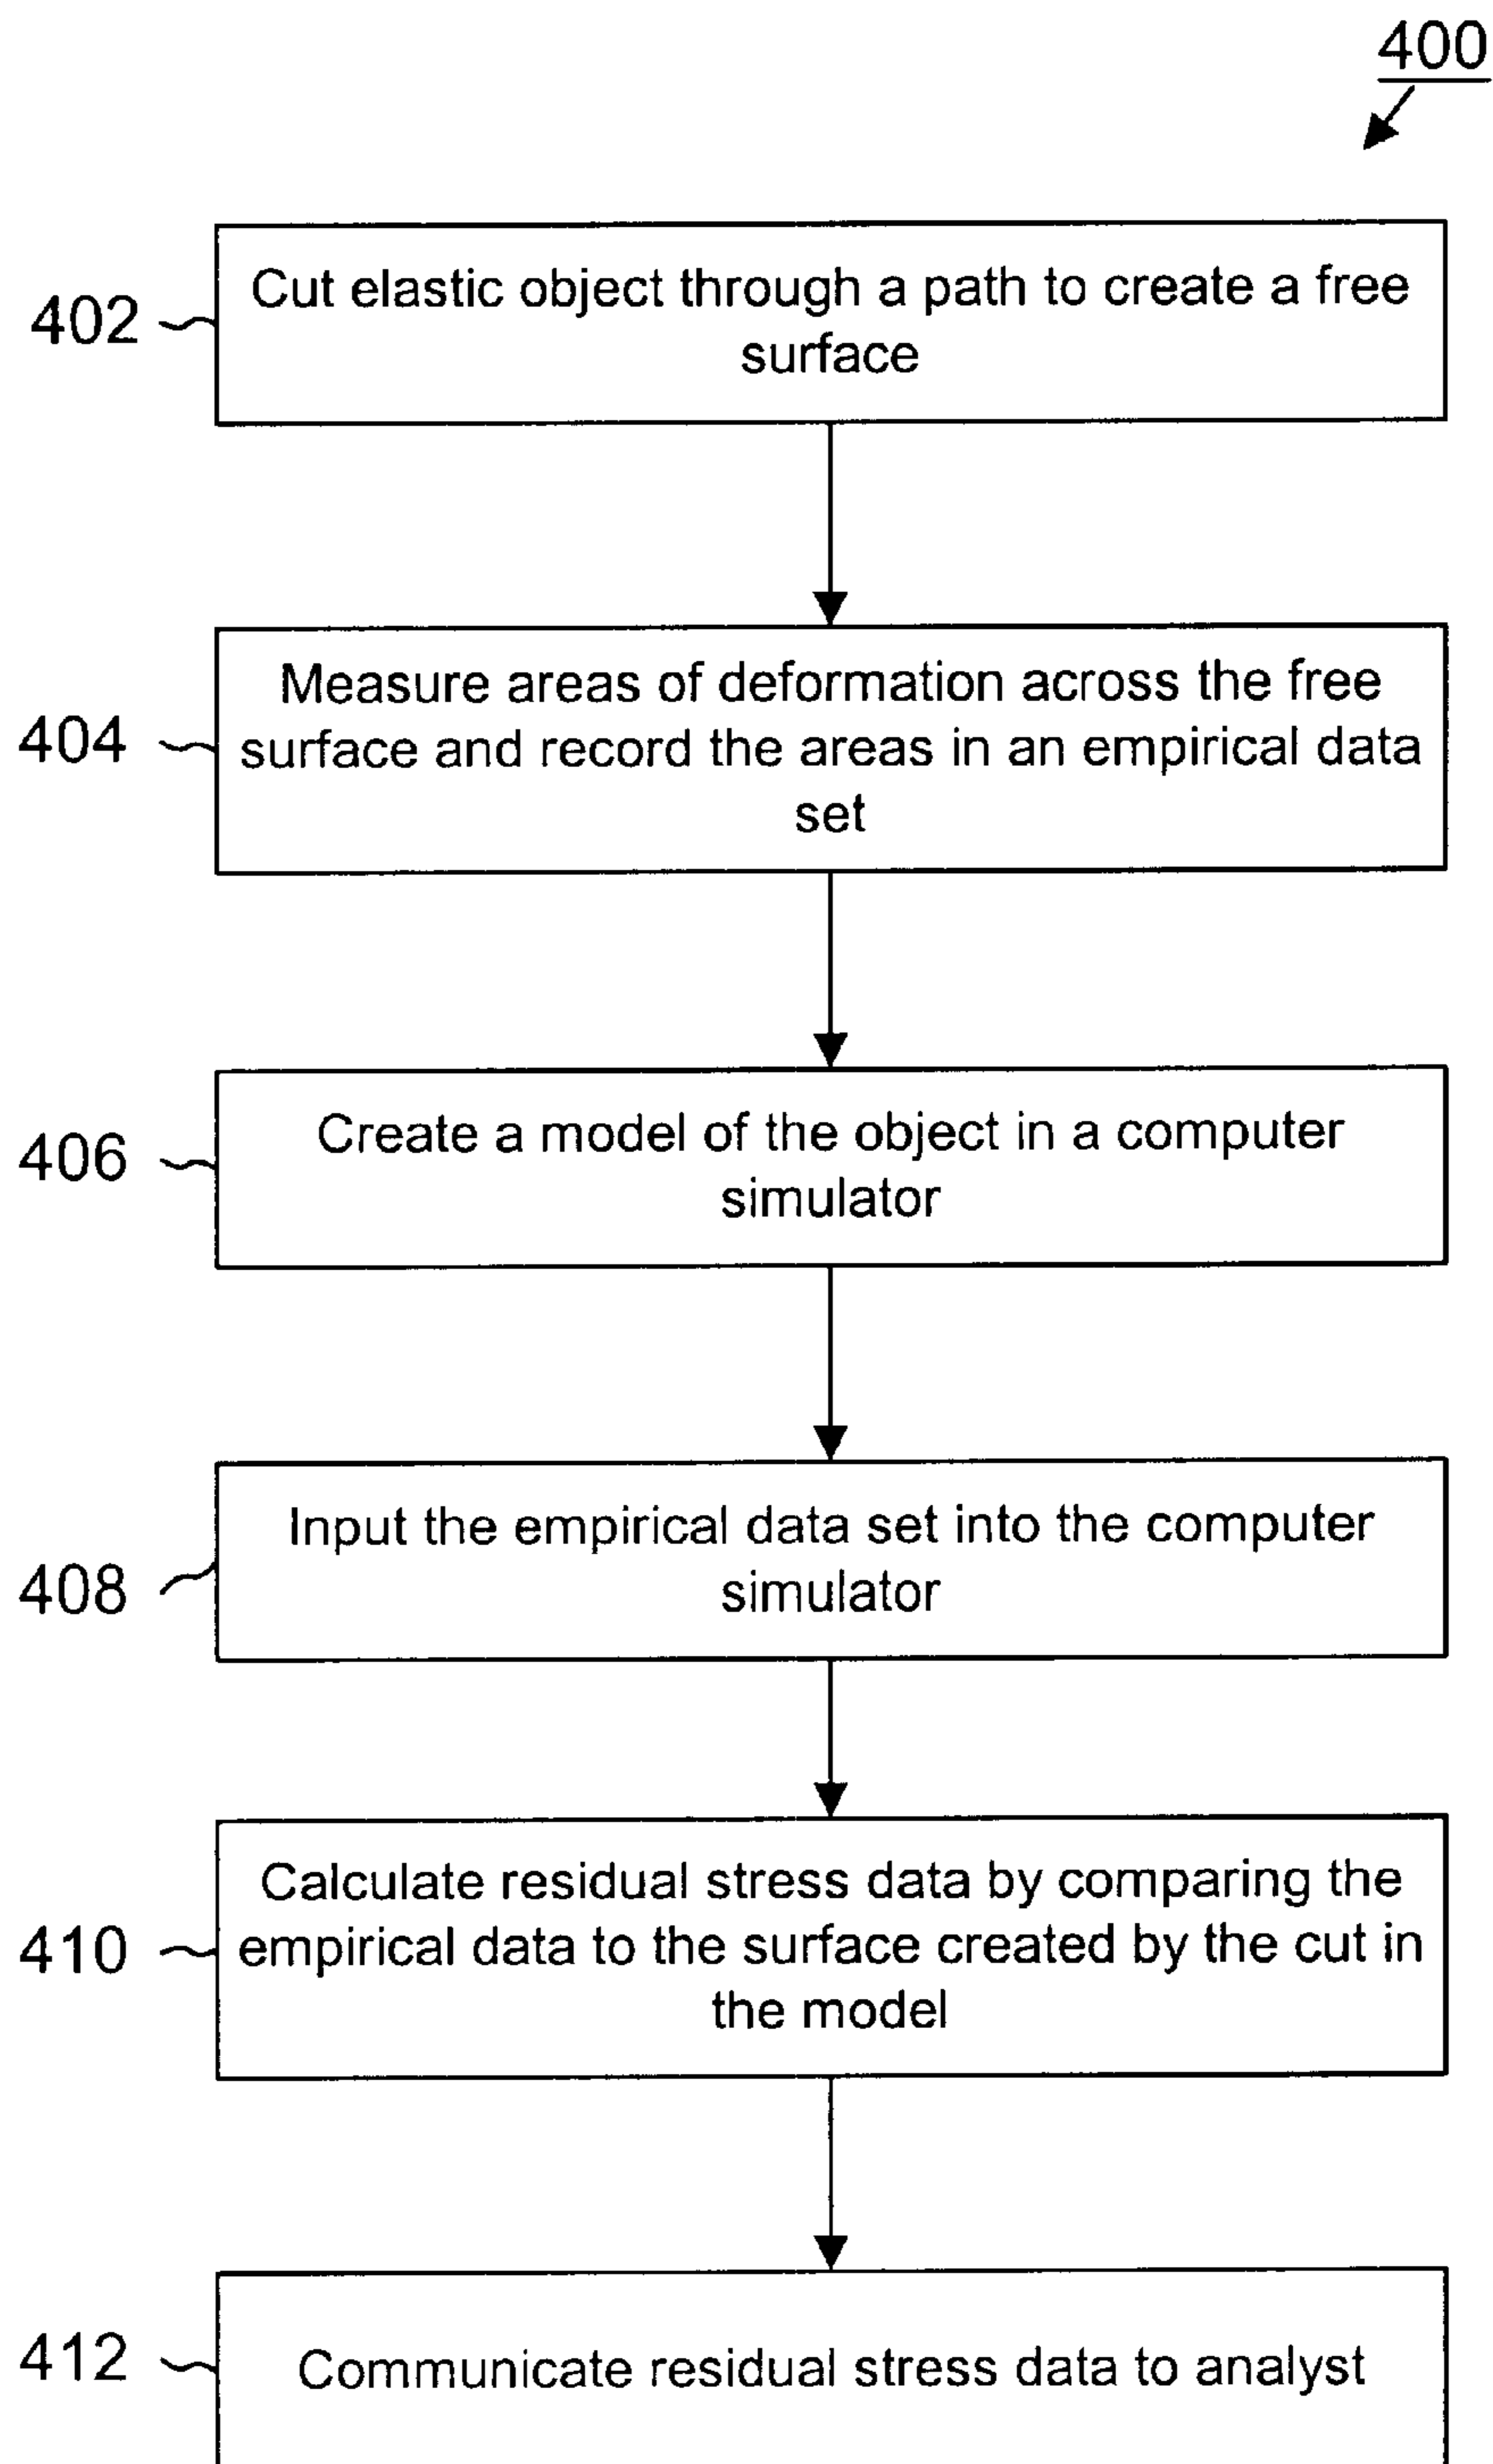 400
402
Cut elastic object through a path to create a free
surface
404
Measure areas of deformation across the free
surface and record the areas in an empirical data
set
406
Create a model of the object in a computer
simulator
408
Input the empirical data set into the computer
simulator
410
Calculate residual stress data by comparing the
empirical data to the surface created by the cut in
the model
412
Communicate residual stress data to analyst